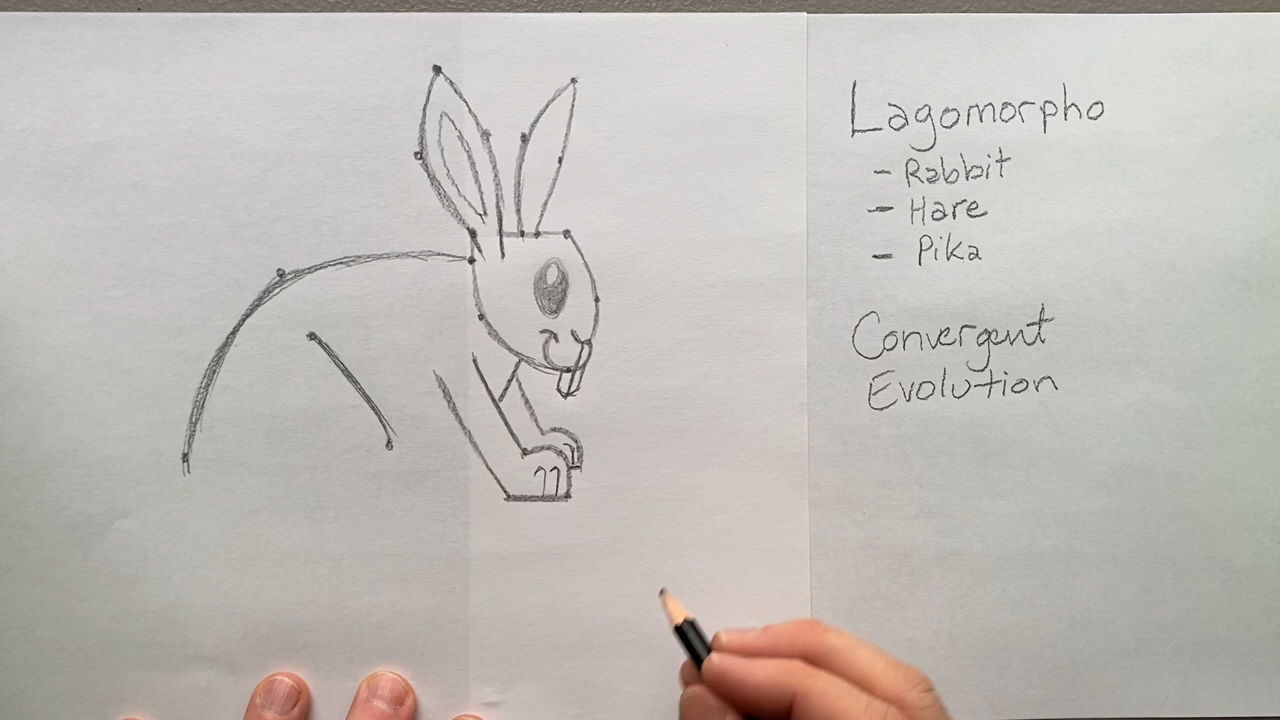 Lagomorpho
- Rabbit
- Hare
- Pika
Convergent
Evolution